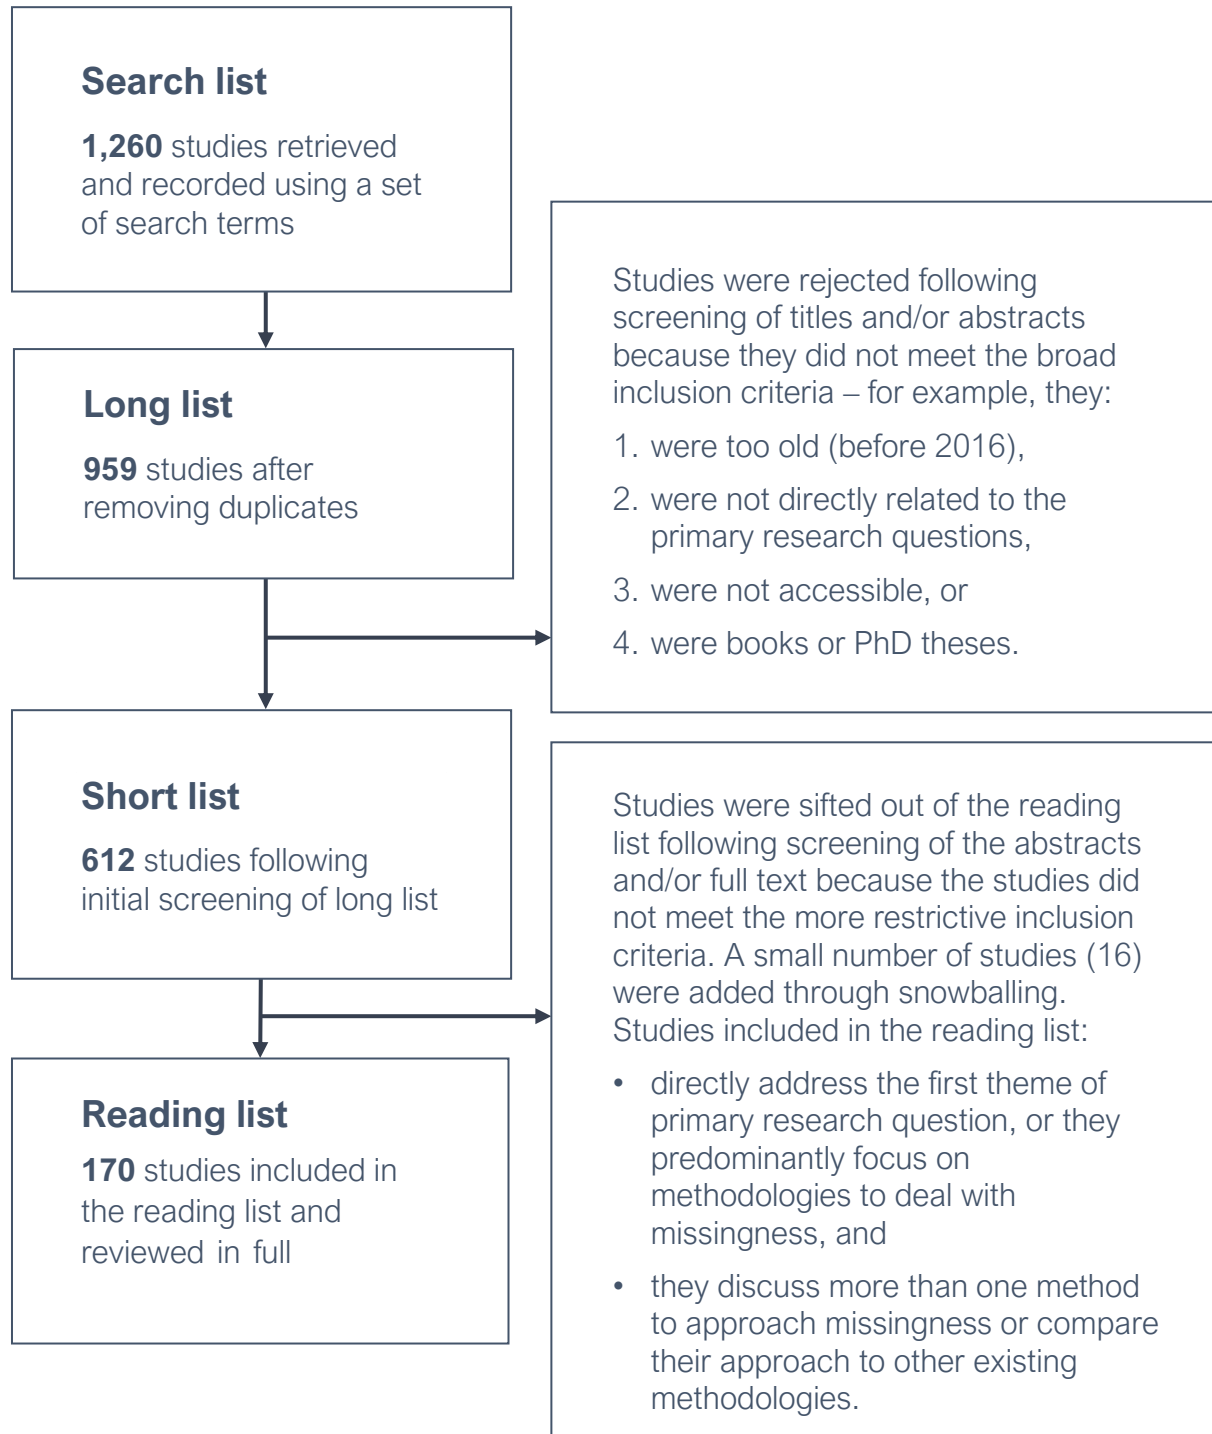 Search list
1,260 studies retrieved
and recorded using a set
of search terms
Long list
959 studies after
removing duplicates
Studies were rejected following
screening of titles and/or abstracts
because they did not meet the broad
inclusion criteria – for example, they:
1. were too old (before 2016),
2. were not directly related to the
primary research questions,
3. were not accessible, or
4. were books or PhD theses.
Short list
612 studies following
initial screening of long list
Studies were sifted out of the reading
list following screening of the abstracts
and/or full text because the studies did
not meet the more restrictive inclusion
criteria. A small number of studies (16)
were added through snowballing.
Studies included in the reading list:
• directly address the first theme of
primary research question, or they
predominantly focus on
methodologies to deal with
missingness, and
• they discuss more than one method
to approach missingness or compare
their approach to other existing
methodologies.
Reading list
170 studies included in
the reading list and
reviewed in full